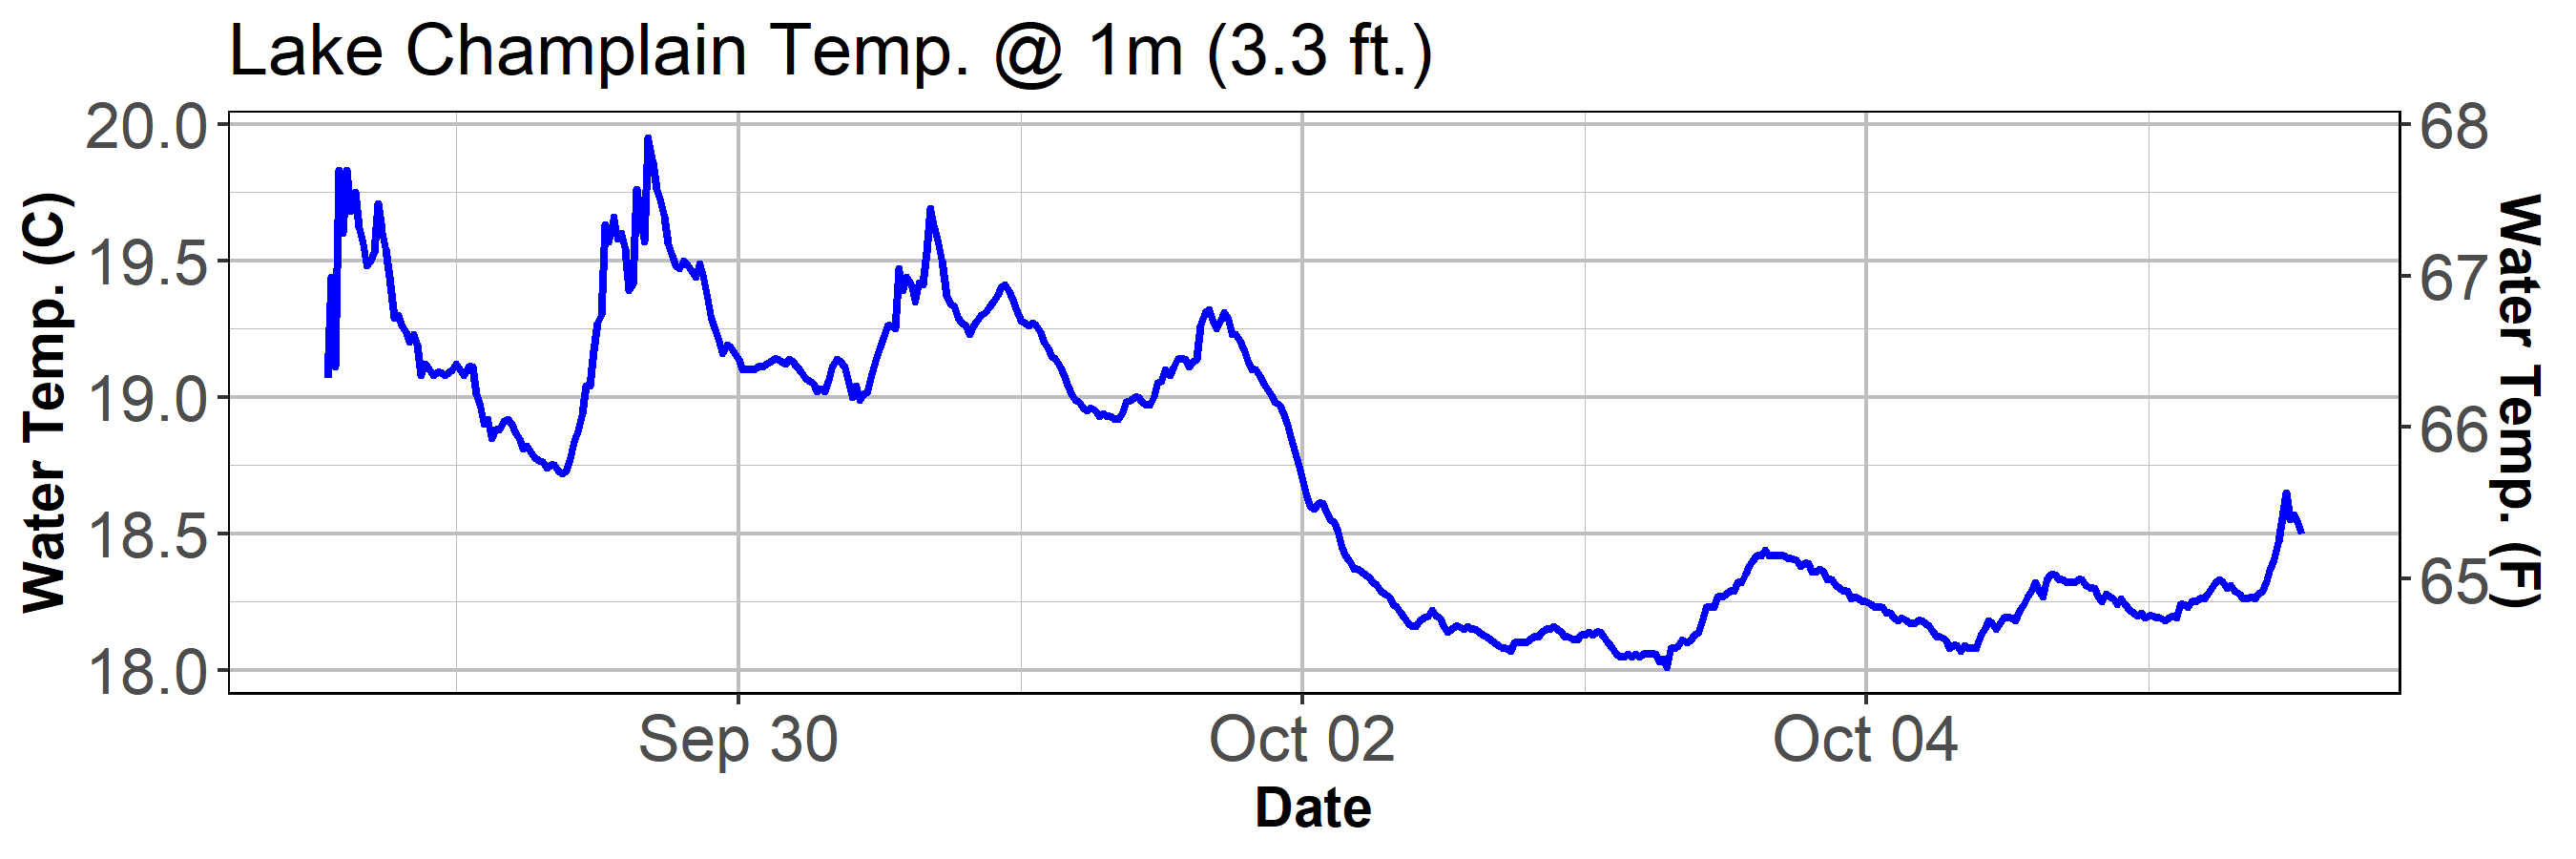 Lake Champlain Temp. @ 1m (3.3 ft.)
Water Temp. (C)
20.0
19.5
19.0
18.5
18.0
68
67
66
65
Water Temp. (F)
Sep 30
Oct 02
Oct 04
Date